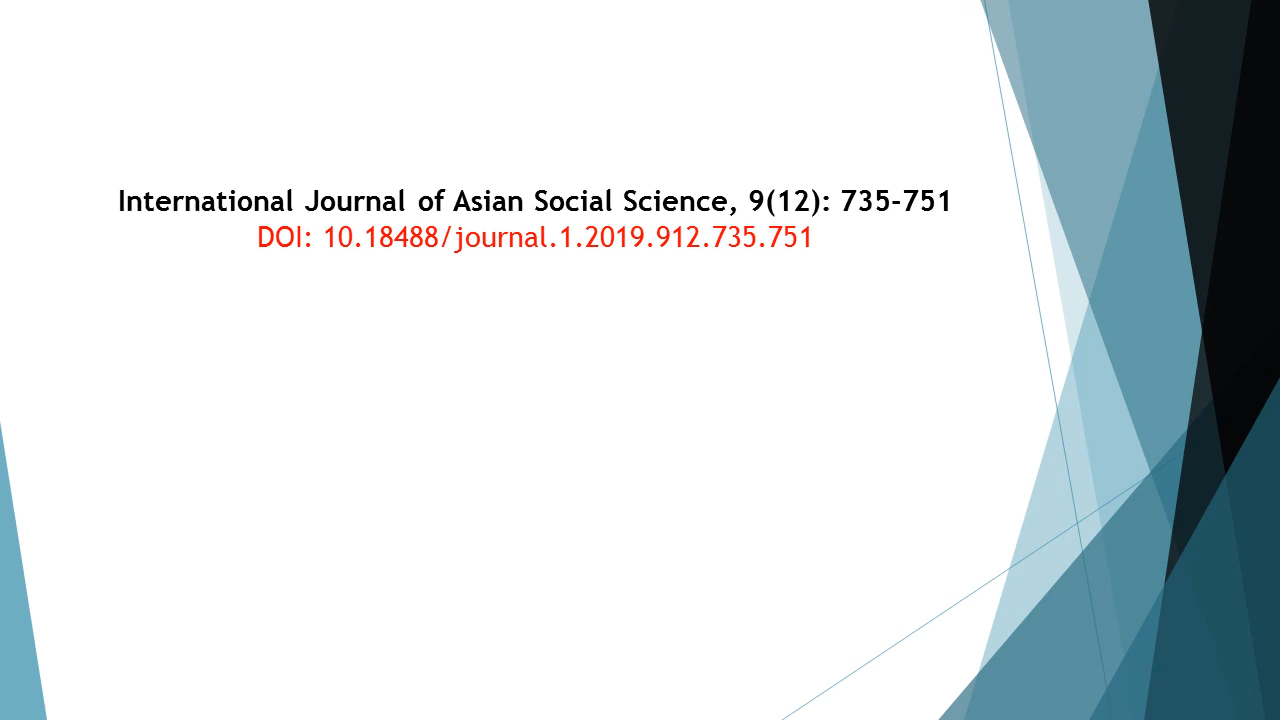 International Journal of Asian Social Science, 9(12): 735-751
DOI: 10.18488/journal.1.2019.912.735.751